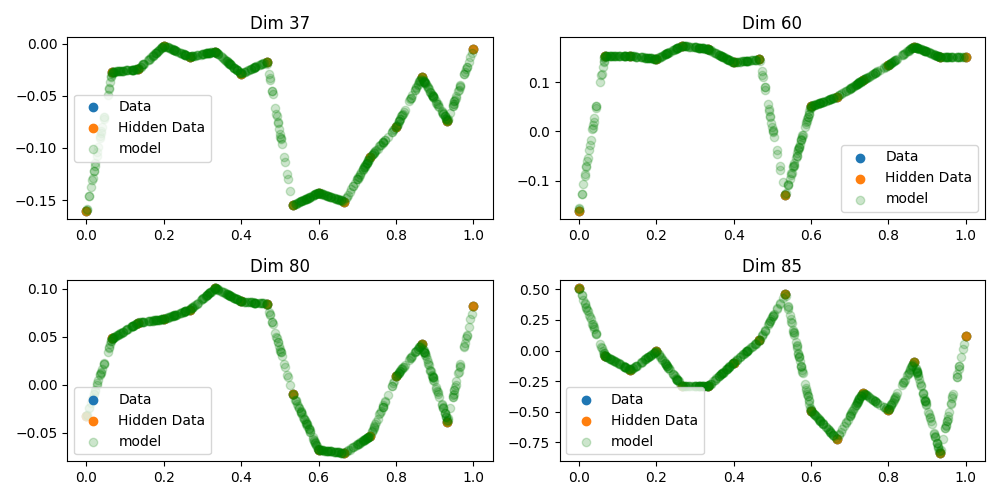 Dim 37
0.00
−0.05
−0.10
−0.15
Data
Hidden Data
model
0.0 0.2 0.4 0.6 0.8 1.0
Dim 60
0.1
0.0
−0.1
Data
Hidden Data
model
0.0 0.2 0.4 0.6 0.8 1.0
Dim 80
0.10
0.05
0.00
−0.05
Data
Hidden Data
model
0.0 0.2 0.4 0.6 0.8 1.0
Dim 85
0.50
0.25
0.00
−0.25
−0.50
−0.75
Data
Hidden Data
model
0.0 0.2 0.4 0.6 0.8 1.0